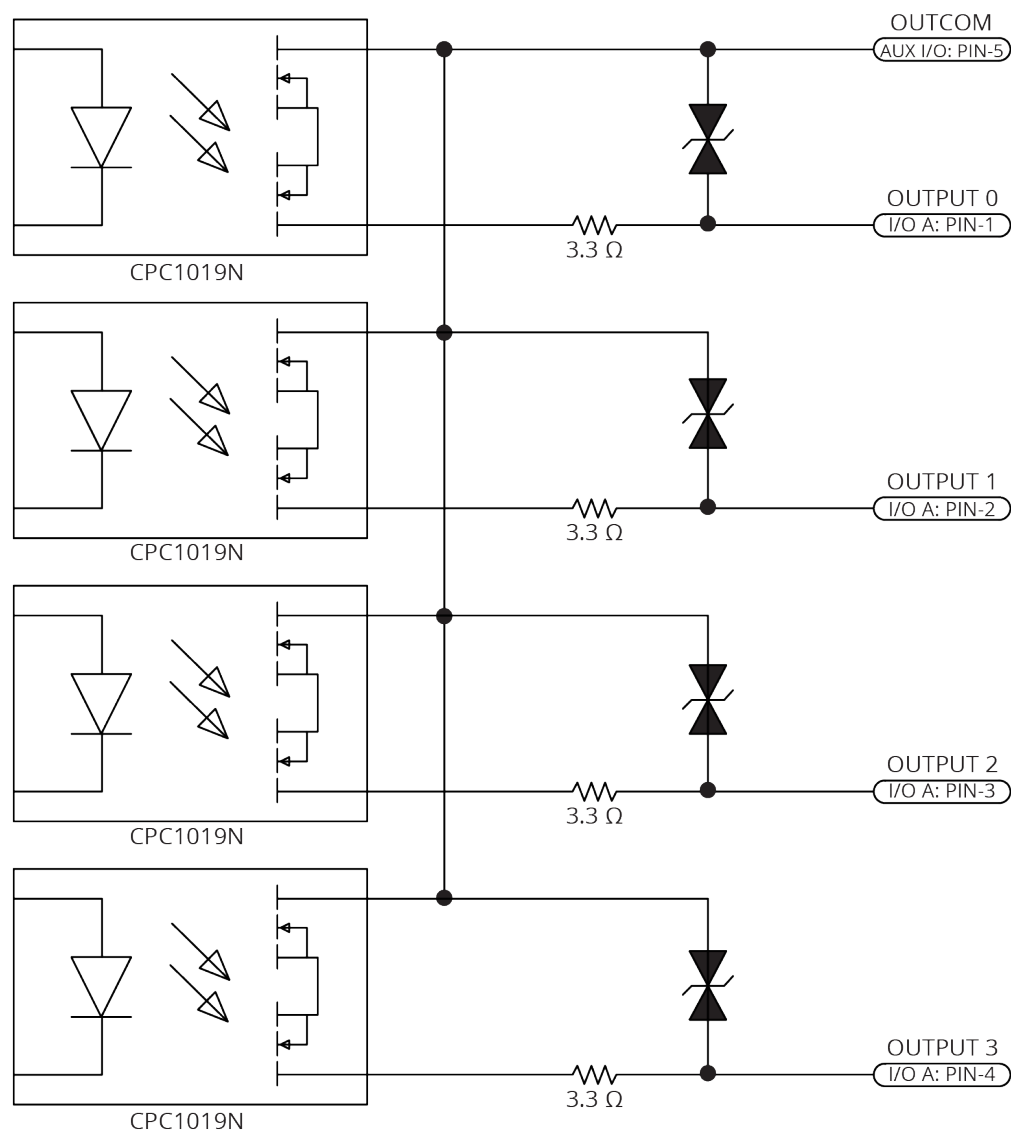 OUTCOM
AUX I/O: PIN-5
OUTPUT 0
I/O A: PIN-1
3.3 Ω
CPC1019N
OUTPUT 1
I/O A: PIN-2
3.3 Ω
CPC1019N
OUTPUT 2
I/O A: PIN-3
3.3 Ω
CPC1019N
OUTPUT 3
I/O A: PIN-4
3.3 Ω
CPC1019N